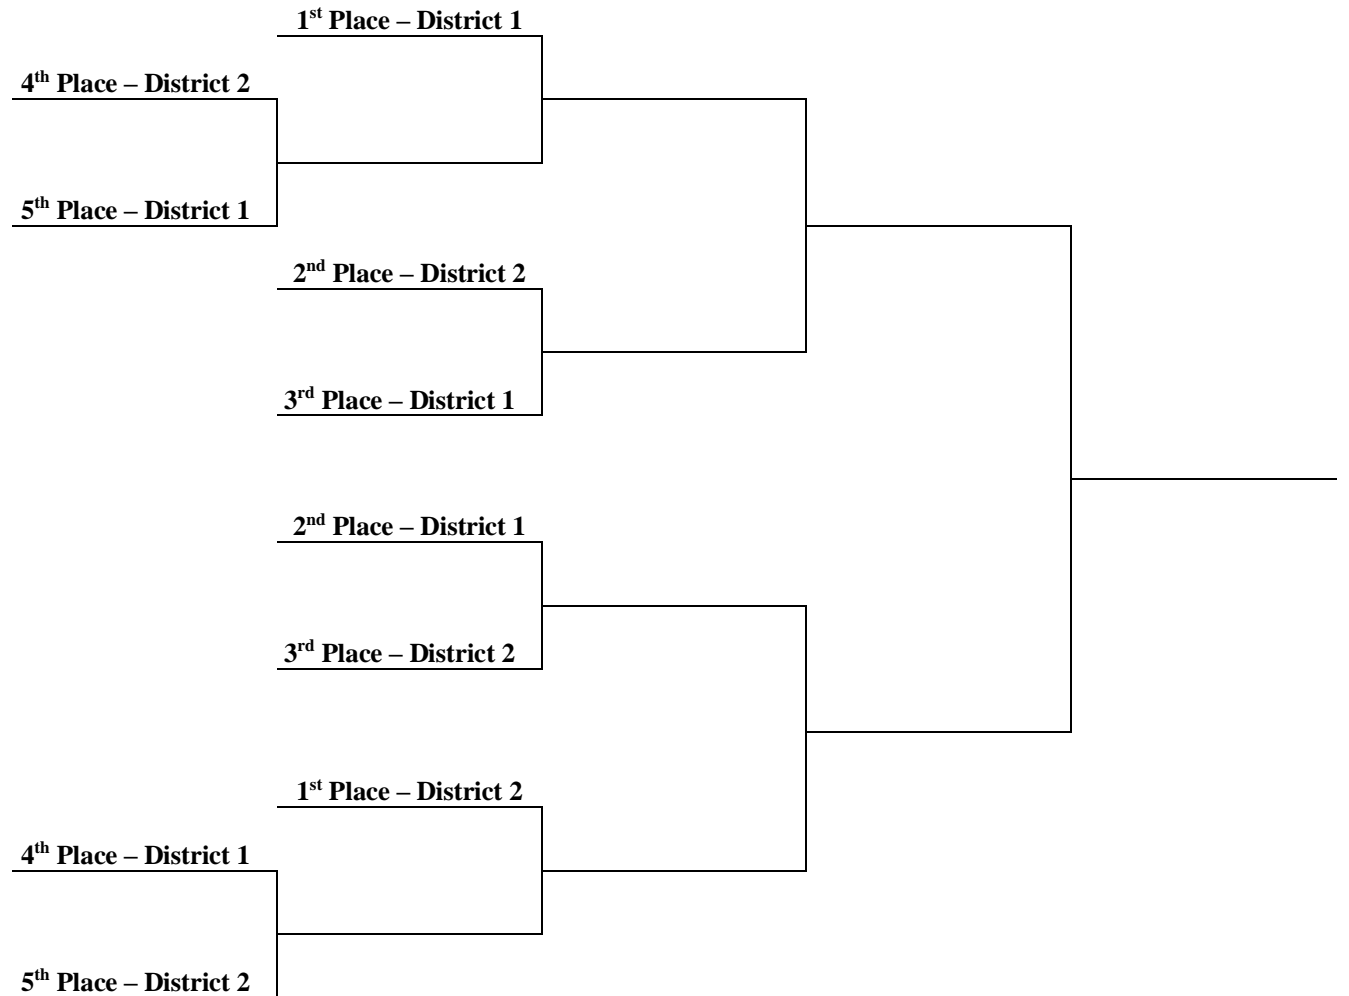 1st Place – District 1
4th Place – District 2
5th Place – District 1
2nd Place – District 2
3rd Place – District 1
2nd Place – District 1
3rd Place – District 2
1st Place – District 2
4th Place – District 1
5th Place – District 2